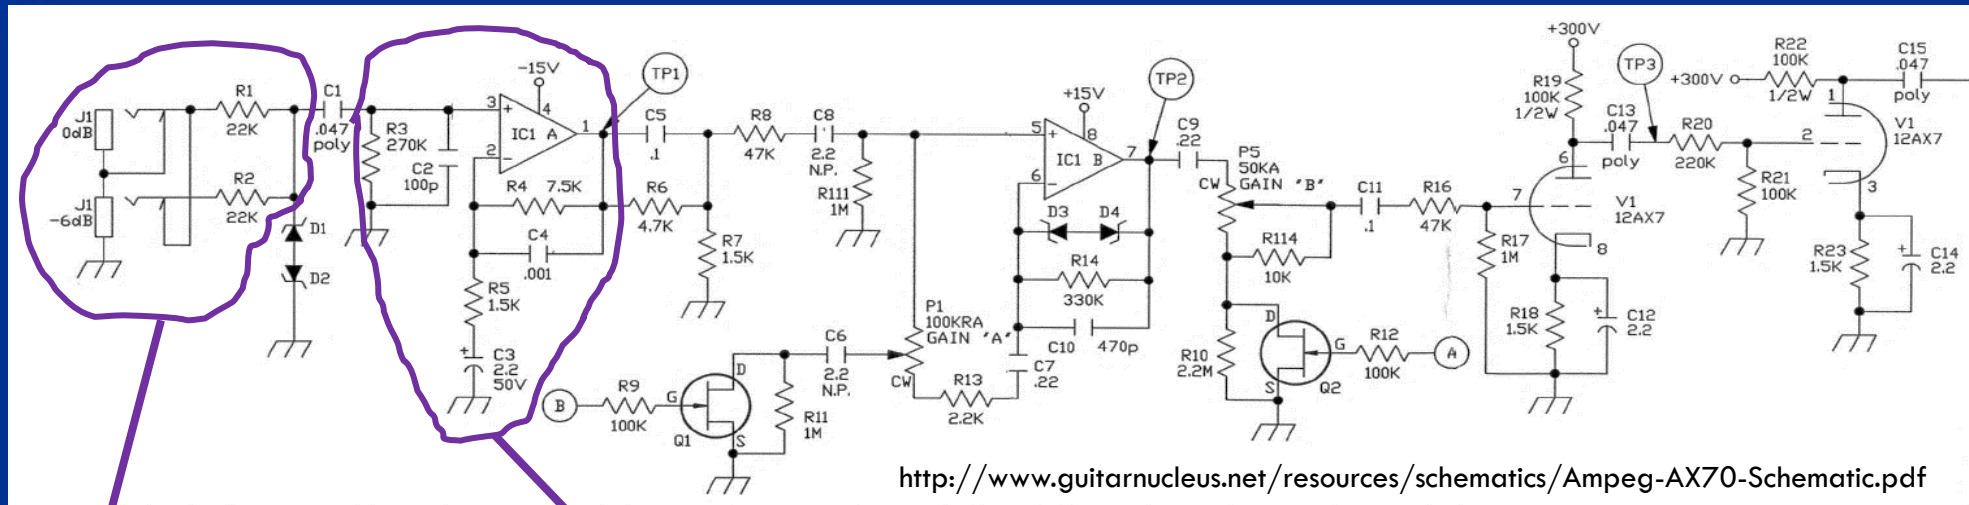 J1
0dB
J1
-6dB
R1
22K
R2
22K
D1
D2
C1
.047
poly
R3
270K
C2
100p
-15V
4
3
+
IC1 A
1
2
-
R4 7.5K
C4
.001
R5
1.5K
+
C3
2.2
50V
TP1
C5
.1
R6
4.7K
R7
1.5K
R8
47K
C8
2.2
N.P.
R111
1M
B
R9
100K
G
D
S
Q1
R11
1M
C6
2.2
N.P.
P1
100KRA
GAIN "A"
CW
R13
2.2K
C7
.22
+15V
8
5
+
IC1 B
7
6
-
D3
D4
R14
330K
C10
470p
TP2
C9
.22
P5
50KA
GAIN "B"
CW
R114
10K
R10
2.2M
D
G
S
Q2
R12
100K
A
C11
.1
R16
47K
R17
1M
+300V
R19
100K
1/2W
6
7
8
V1
12AX7
R18
1.5K
+
C12
2.2
C13
.047
poly
TP3
R20
220K
R21
100K
+300V
R22
100K
1/2W
C15
.047
poly
1
2
3
V1
12AX7
R23
1.5K
+
C14
2.2
http://www.guitarnucleus.net/resources/schematics/Ampeg-AX70-Schematic.pdf